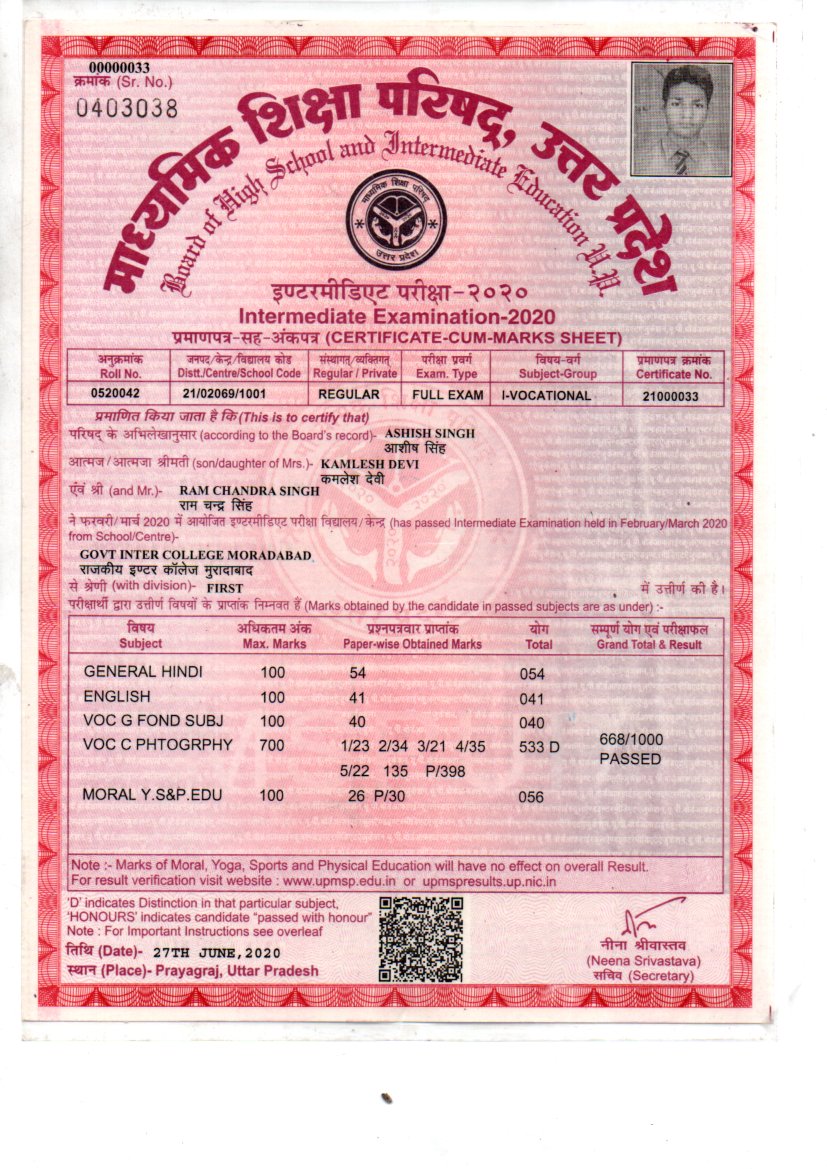 00000033
क्रमांक (Sr. No.)
0403038
माध्यमिक शिक्षा परिषद्, उत्तर प्रदेश
Board of High School and Intermediate Education U.P.
माध्यमिक शिक्षा परिषद
उत्तर प्रदेश
इण्टरमीडिएट परीक्षा-२०२०
Intermediate Examination-2020
प्रमाणपत्र-सह-अंकपत्र (CERTIFICATE-CUM-MARKS SHEET)
अनुक्रमांक जनपद/केन्द्र/विद्यालय कोड संस्थागत्/व्यक्तिगत् परीक्षा प्रवर्ग विषय-वर्ग प्रमाणपत्र क्रमांक
Roll No. Distt./Centre/School Code Regular / Private Exam. Type Subject-Group Certificate No.
0520042 21/02069/1001 REGULAR FULL EXAM I-VOCATIONAL 21000033
प्रमाणित किया जाता है कि (This is to certify that)
परिषद् के अभिलेखानुसार (according to the Board's record)- ASHISH SINGH
आशीष सिंह
आत्मज/आत्मजा श्रीमती (son/daughter of Mrs.)- KAMLESH DEVI
कमलेश देवी
एंवं श्री (and Mr.)- RAM CHANDRA SINGH
राम चन्द्र सिंह
ने फरवरी/मार्च 2020 में आयोजित इण्टरमीडिएट परीक्षा विद्यालय/केन्द्र (has passed Intermediate Examination held in February/March 2020
from School/Centre)-
GOVT INTER COLLEGE MORADABAD
राजकीय इण्टर कॉलेज मुरादाबाद
से श्रेणी (with division)- FIRST में उत्तीर्ण की है।
परीक्षार्थी द्वारा उत्तीर्ण विषयों के प्राप्तांक निम्नवत हैं (Marks obtained by the candidate in passed subjects are as under) :-
विषय अधिकतम अंक प्रश्नपत्रवार प्राप्तांक योग सम्पूर्ण योग एवं परीक्षाफल
Subject Max. Marks Paper-wise Obtained Marks Total Grand Total & Result
GENERAL HINDI 100 54 054
ENGLISH 100 41 041
VOC G FOND SUBJ 100 40 040
VOC C PHTOGRPHY 700 1/23 2/34 3/21 4/35 533 D 668/1000
PASSED
5/22 135 P/398
MORAL Y.S&P.EDU 100 26 P/30 056
Note :- Marks of Moral, Yoga, Sports and Physical Education will have no effect on overall Result.
For result verification visit website : www.upmsp.edu.in or upmspresults.up.nic.in
'D' indicates Distinction in that particular subject,
'HONOURS' indicates candidate "passed with honour"
Note : For Important Instructions see overleaf
तिथि (Date)- 27TH JUNE,2020
स्थान (Place)- Prayagraj, Uttar Pradesh
नीना श्रीवास्तव
(Neena Srivastava)
सचिव (Secretary)